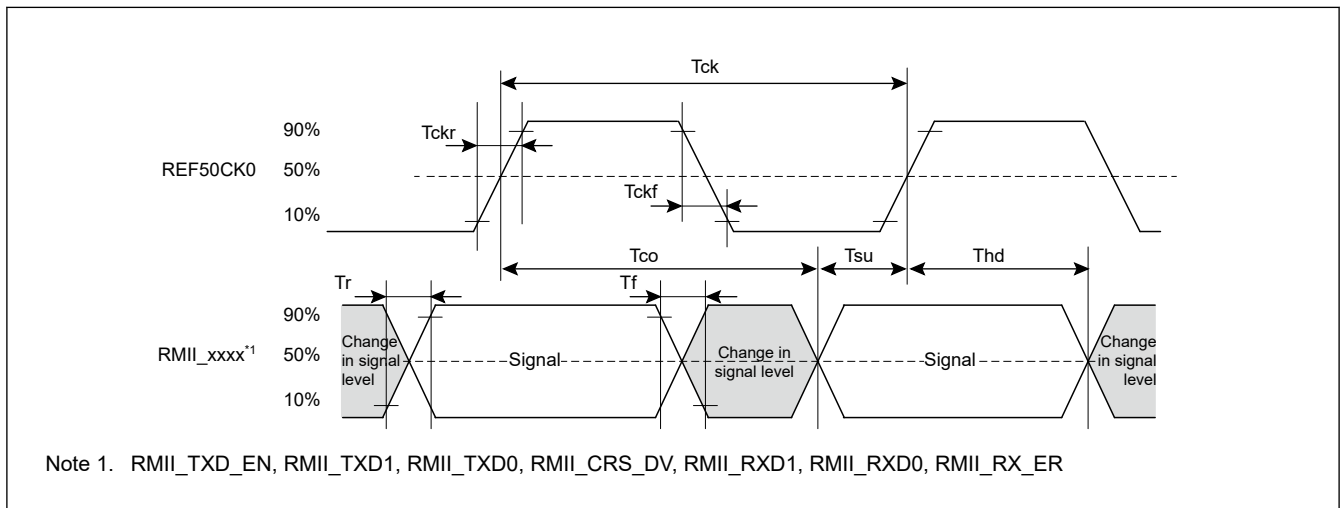 Tck
90%
Tckr
REF50CK0
50%
Tckf
10%
Tco
Tsu
Thd
Tr
Tf
90%
RMII_xxxx*1
50%
Change
in signal
level
Signal
Change in
signal level
Signal
Change in
signal
level
10%
Note 1. RMII_TXD_EN, RMII_TXD1, RMII_TXD0, RMII_CRS_DV, RMII_RXD1, RMII_RXD0, RMII_RX_ER